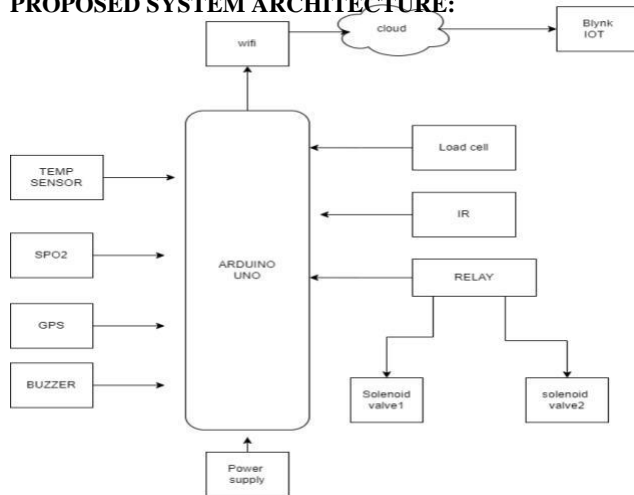 PROPOSED SYSTEM ARCHITECTURE:
wifi
cloud
Blynk
IOT
TEMP
SENSOR
SPO2
GPS
BUZZER
ARDUINO
UNO
Load cell
IR
RELAY
Solenoid
valve1
solenoid
valve2
Power
supply